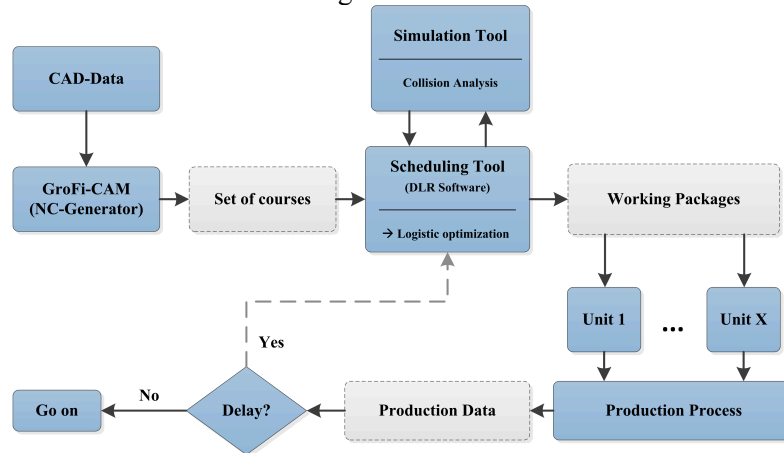 Simulation Tool
Collision Analysis
CAD-Data
GroFi-CAM
(NC-Generator)
Set of courses
Scheduling Tool
(DLR Software)
→ Logistic optimization
Working Packages
Unit 1
...
Unit X
Yes
No
Go on
Delay?
Production Data
Production Process